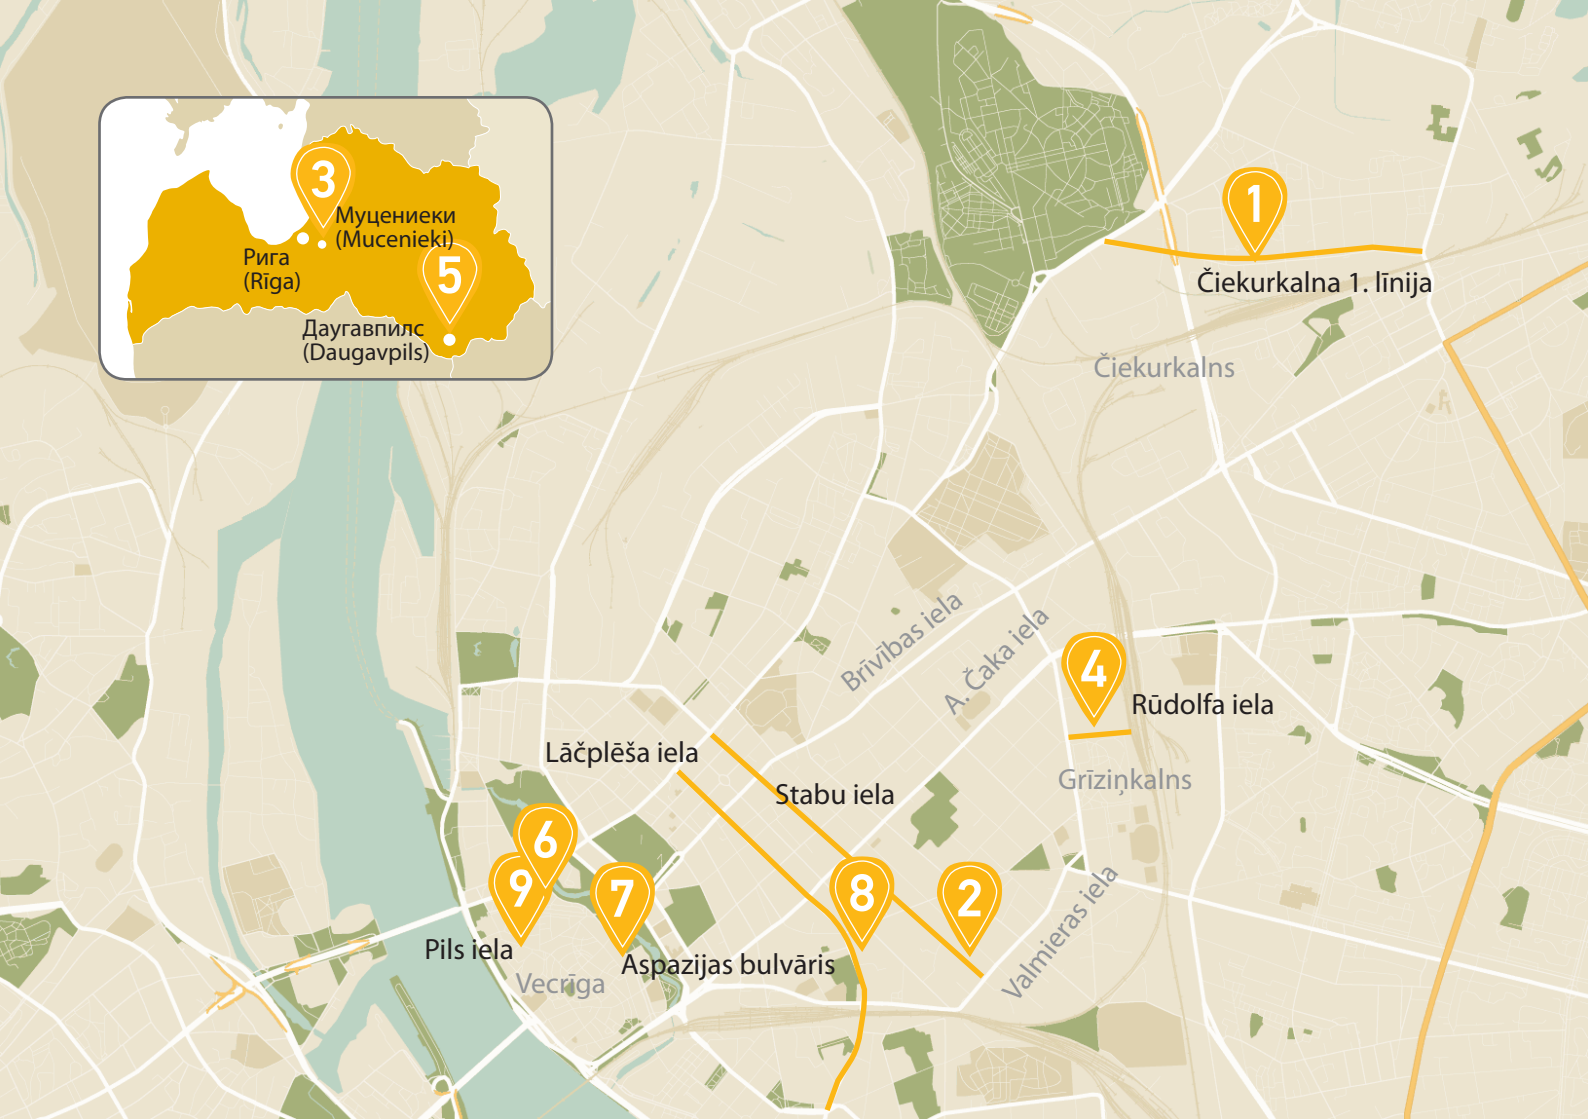 3
Муцениеки
(Mucenieki)
Рига
(Rīga)
5
Даугавпилс
(Daugavpils)
1
Čiekurkalna 1. līnija
Čiekurkalns
Brīvības iela
A. Čaka iela
4
Rūdolfa iela
Grīziņkalns
Lāčplēša iela
Stabu iela
6
9
7
8
2
Valmieras iela
Pils iela
Aspazijas bulvāris
Vecrīga